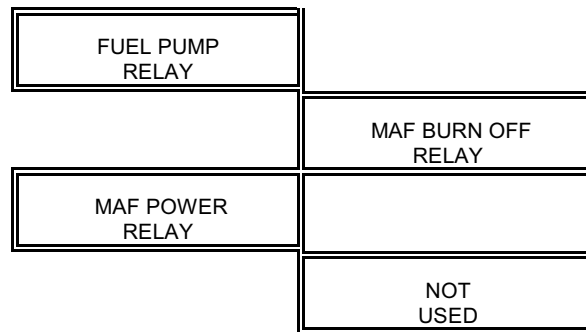 FUEL PUMP
RELAY
MAF BURN OFF
RELAY
MAF POWER
RELAY
NOT
USED